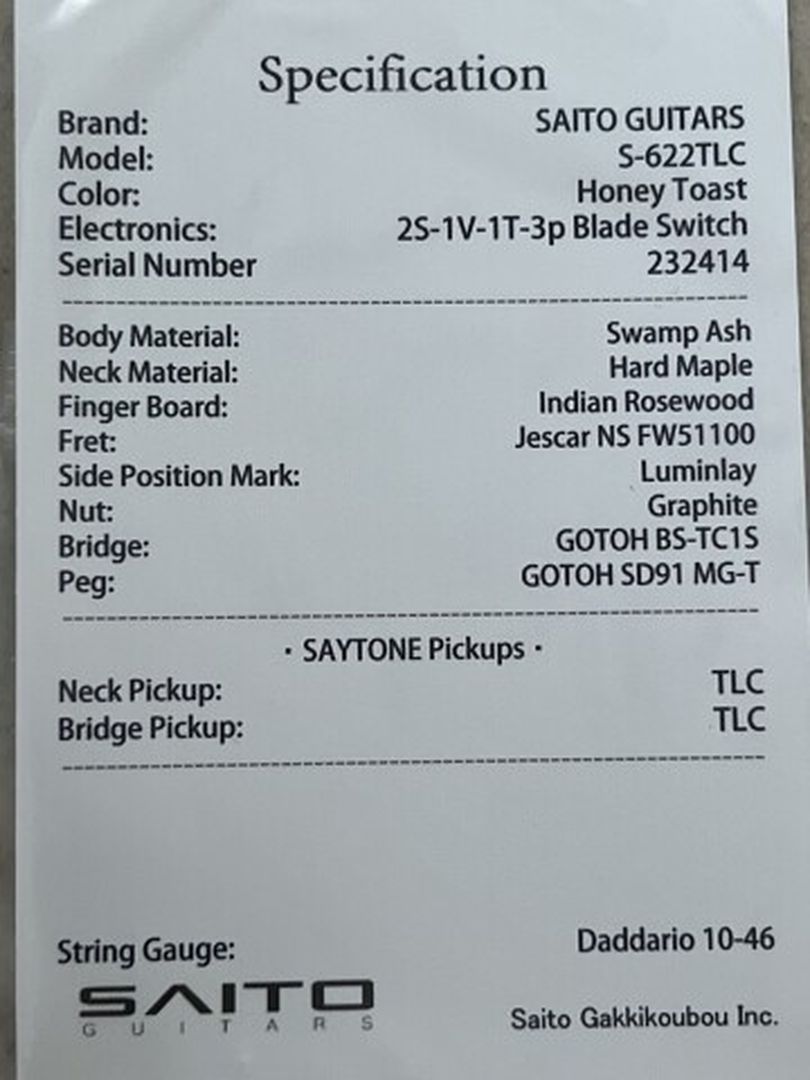 Specification
Brand: SAITO GUITARS
Model: S-622TLC
Color: Honey Toast
Electronics: 2S-1V-1T-3p Blade Switch
Serial Number 232414
Body Material: Swamp Ash
Neck Material: Hard Maple
Finger Board: Indian Rosewood
Fret: Jescar NS FW51100
Side Position Mark: Luminlay
Nut: Graphite
Bridge: GOTOH BS-TC1S
Peg: GOTOH SD91 MG-T
· SAYTONE Pickups ·
Neck Pickup: TLC
Bridge Pickup: TLC
String Gauge: Daddario 10-46
SAITO
GUITARS
Saito Gakkikoubou Inc.